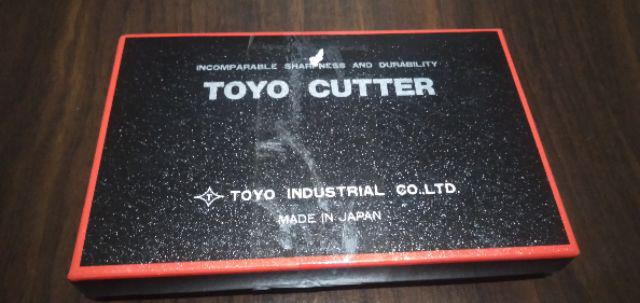 INCOMPARABLE SHARPNESS AND DURABILITY
TOYO CUTTER
T TOYO INDUSTRIAL CO.,LTD.
MADE IN JAPAN